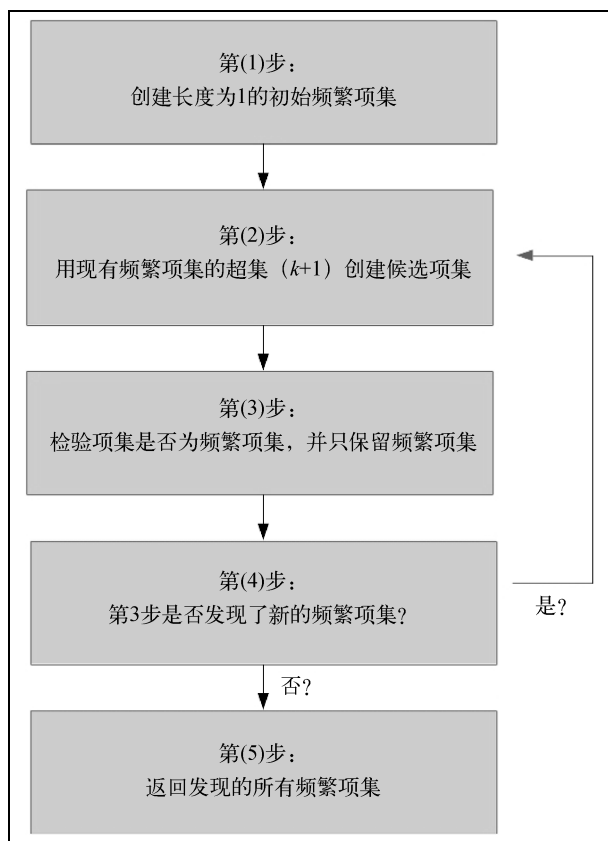 第(1)步：
创建长度为1的初始频繁项集
第(2)步：
用现有频繁项集的超集（k+1）创建候选项集
第(3)步：
检验项集是否为频繁项集，并只保留频繁项集
第(4)步：
第3步是否发现了新的频繁项集？
是？
否？
第(5)步：
返回发现的所有频繁项集